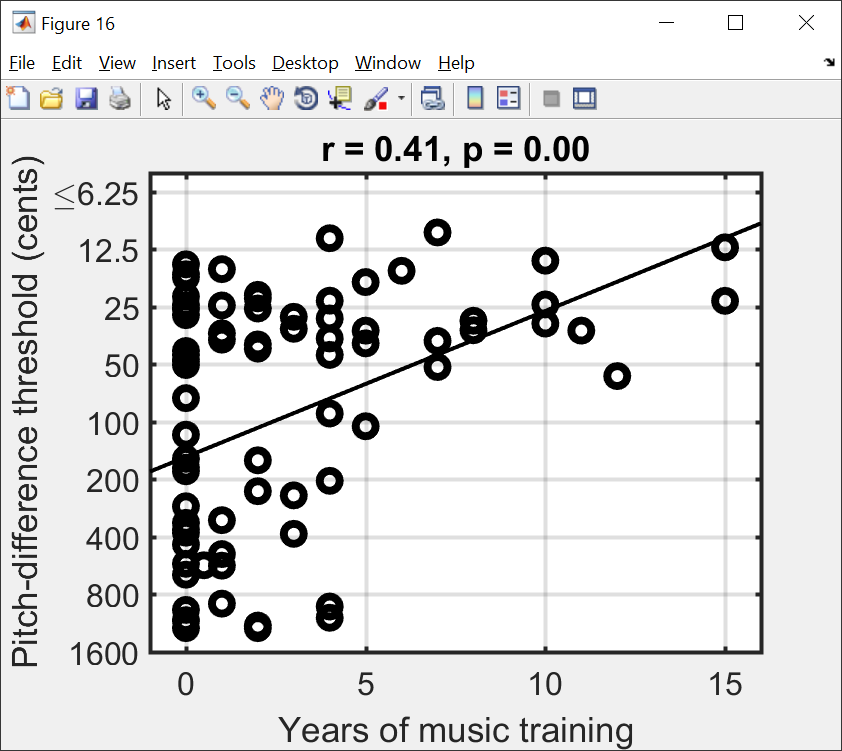 Figure 16
File Edit View Insert Tools Desktop Window Help
r = 0.41, p = 0.00
Pitch-difference threshold (cents)
≤6.25
12.5
25
50
100
200
400
800
1600
0 5 10 15
Years of music training